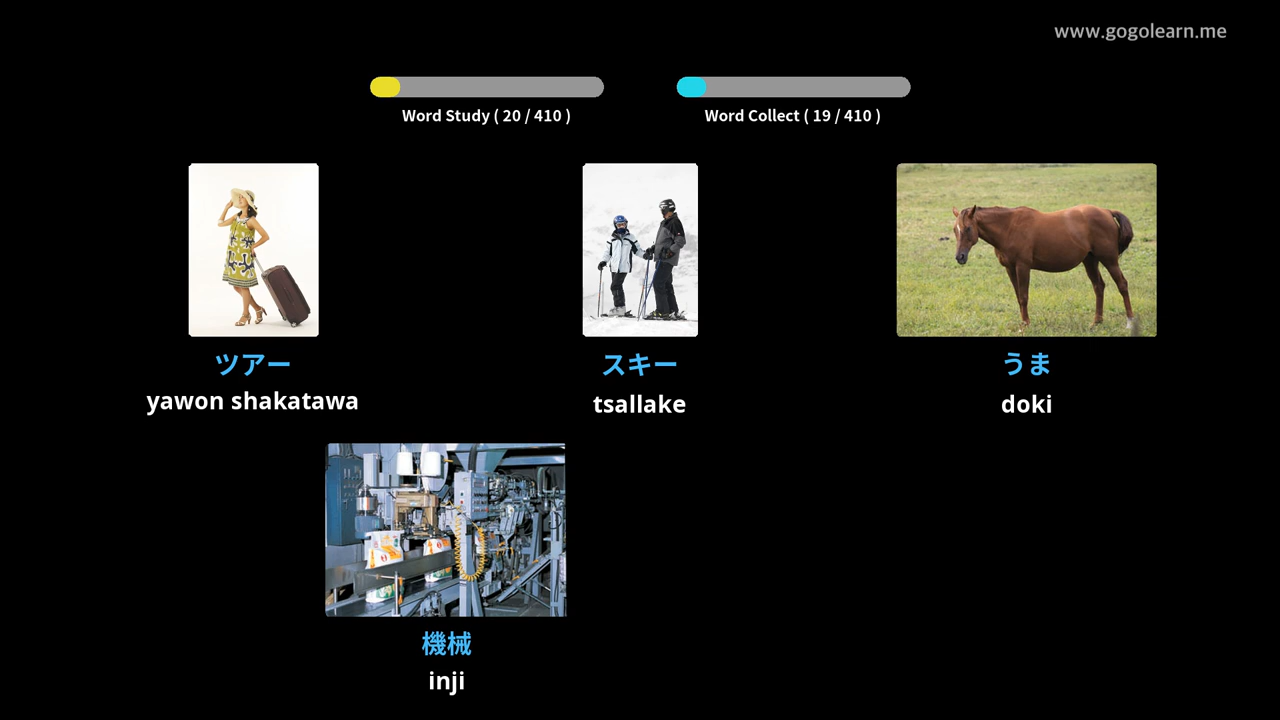 www.gogolearn.me
Word Study ( 20 / 410 )
Word Collect ( 19 / 410 )
ツアー
yawon shakatawa
スキー
tsallake
うま
doki
機械
inji